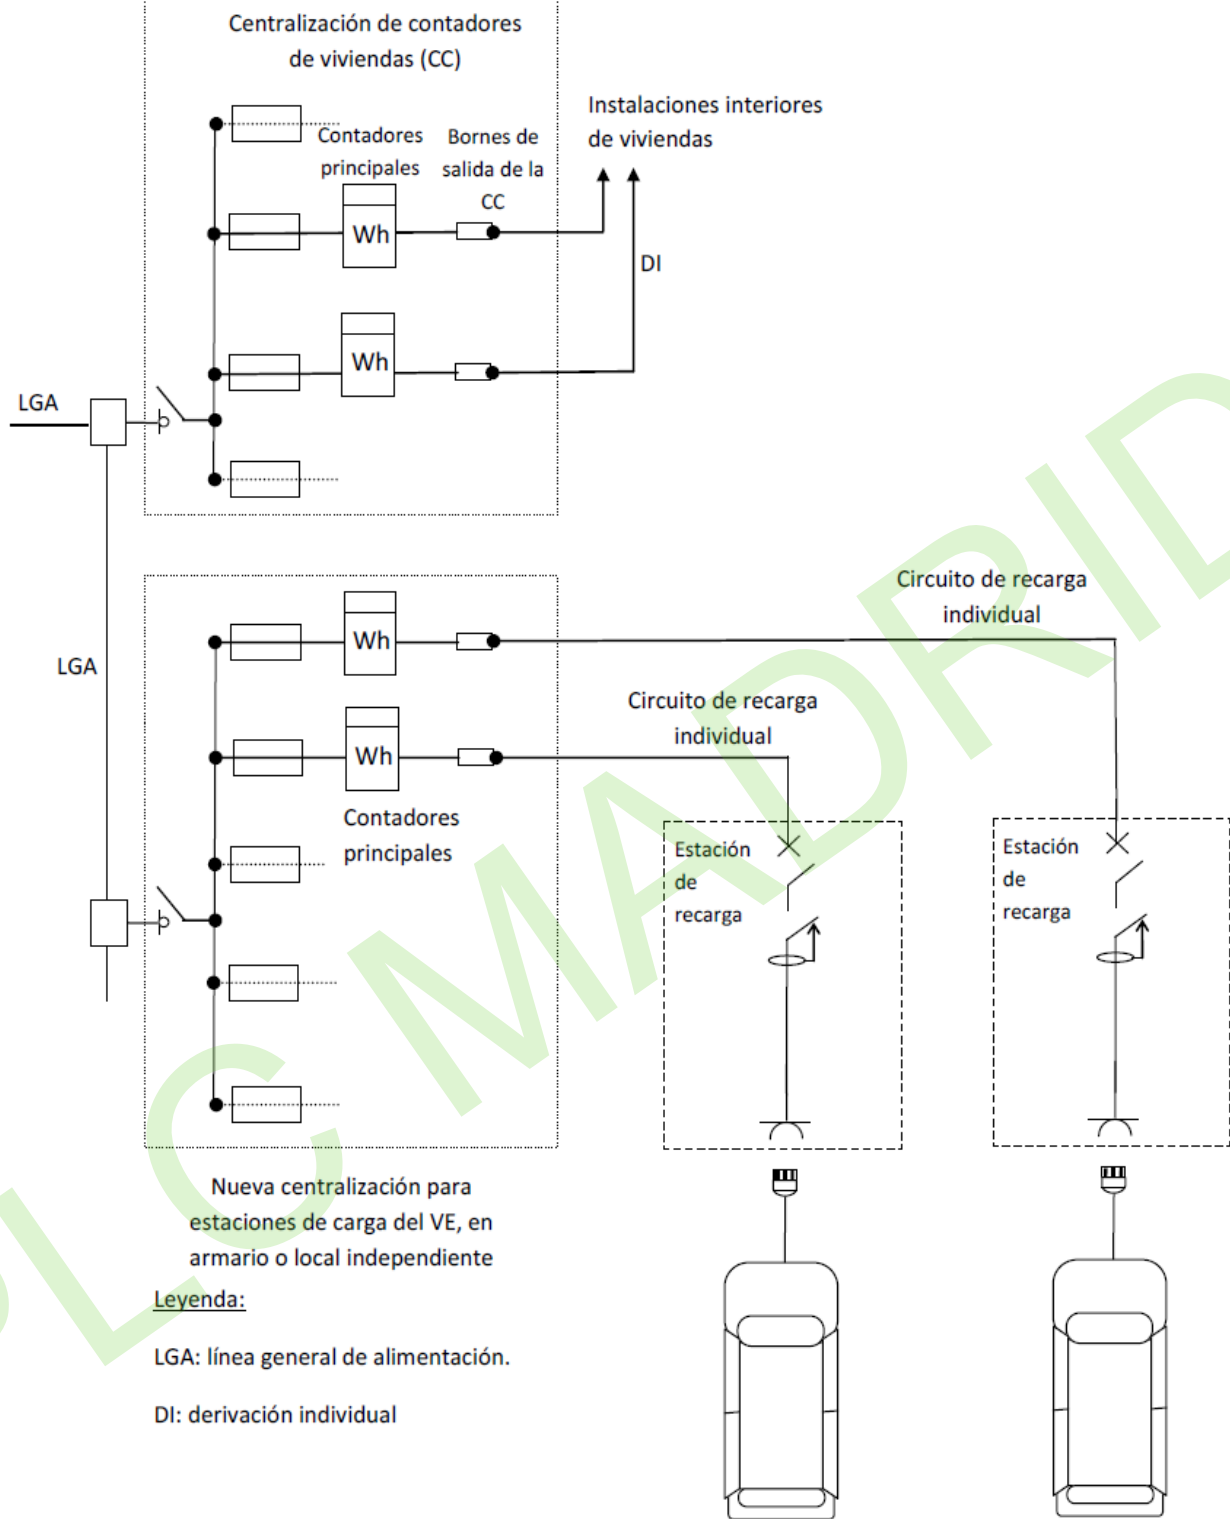 Centralización de contadores
de viviendas (CC)
Instalaciones interiores
de viviendas
Contadores
principales
Bornes de
salida de la
CC
Wh
DI
Wh
LGA
Circuito de recarga
individual
Wh
LGA
Circuito de recarga
individual
Wh
Contadores
principales
Estación
de
recarga
Estación
de
recarga
Nueva centralización para
estaciones de carga del VE, en
armario o local independiente
Leyenda:
LGA: línea general de alimentación.
DI: derivación individual
PLC MADRID